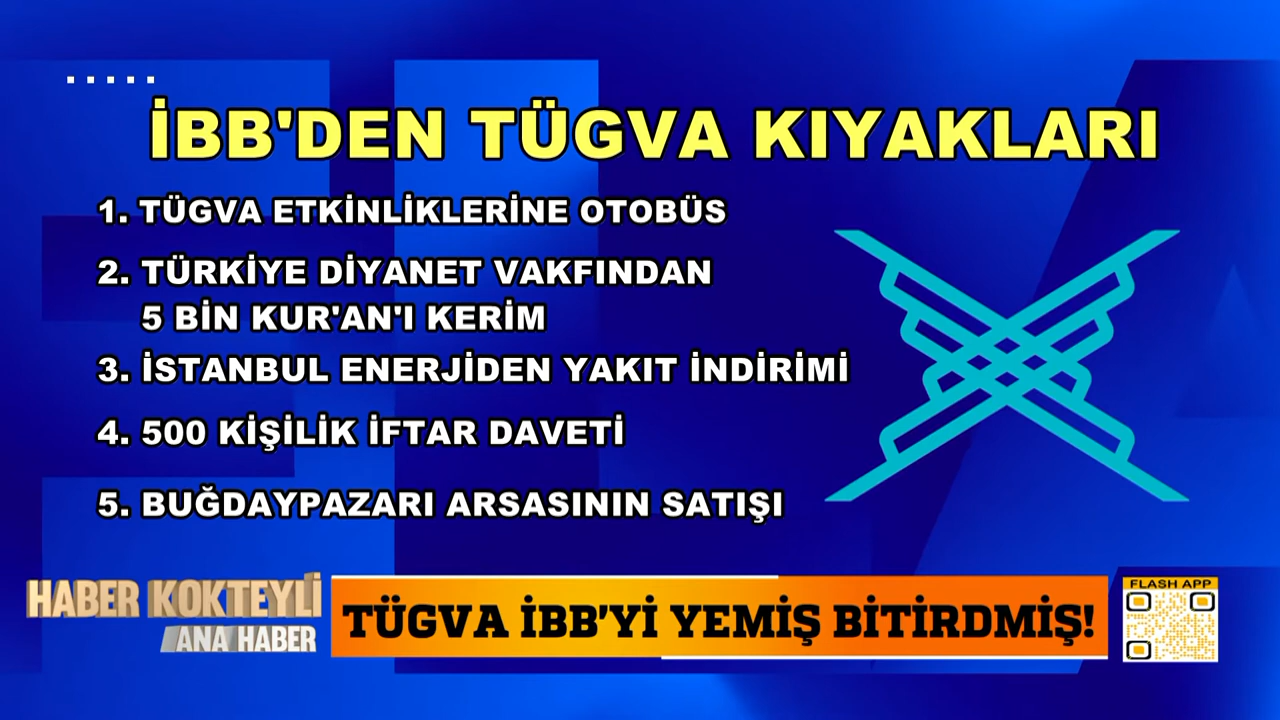 İBB'DEN TÜGVA KIYAKLARI
1. TÜGVA ETKİNLİKLERİNE OTOBÜS
2. TÜRKİYE DİYANET VAKFINDAN
5 BİN KUR'AN'I KERİM
3. İSTANBUL ENERJİDEN YAKIT İNDİRİMİ
4. 500 KİŞİLİK İFTAR DAVETİ
5. BUĞDAYPAZARI ARSASININ SATIŞI
HABER KOKTEYLİ
ANA HABER
TÜGVA İBB'Yİ YEMİŞ BİTİRDMİŞ!
FLASH APP